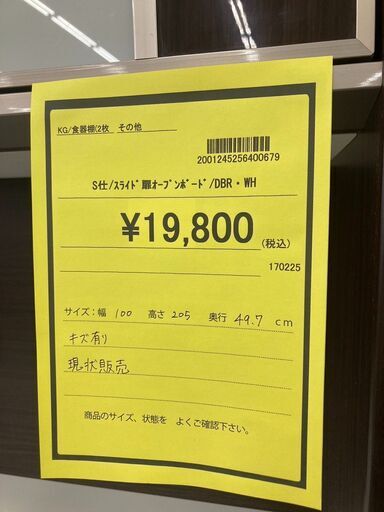 KG/食器棚(2枚 その他
2001245256400679
S仕/ｽﾗｲﾄﾞ扉ｵｰﾌﾟﾝﾎﾞｰﾄﾞ/DBR・WH
¥19,800(税込)
170225
サイズ：幅 100 高さ 205 奥行 49.7 cm
キズ有り
現状販売
商品のサイズ、状態を よくご確認下さい。